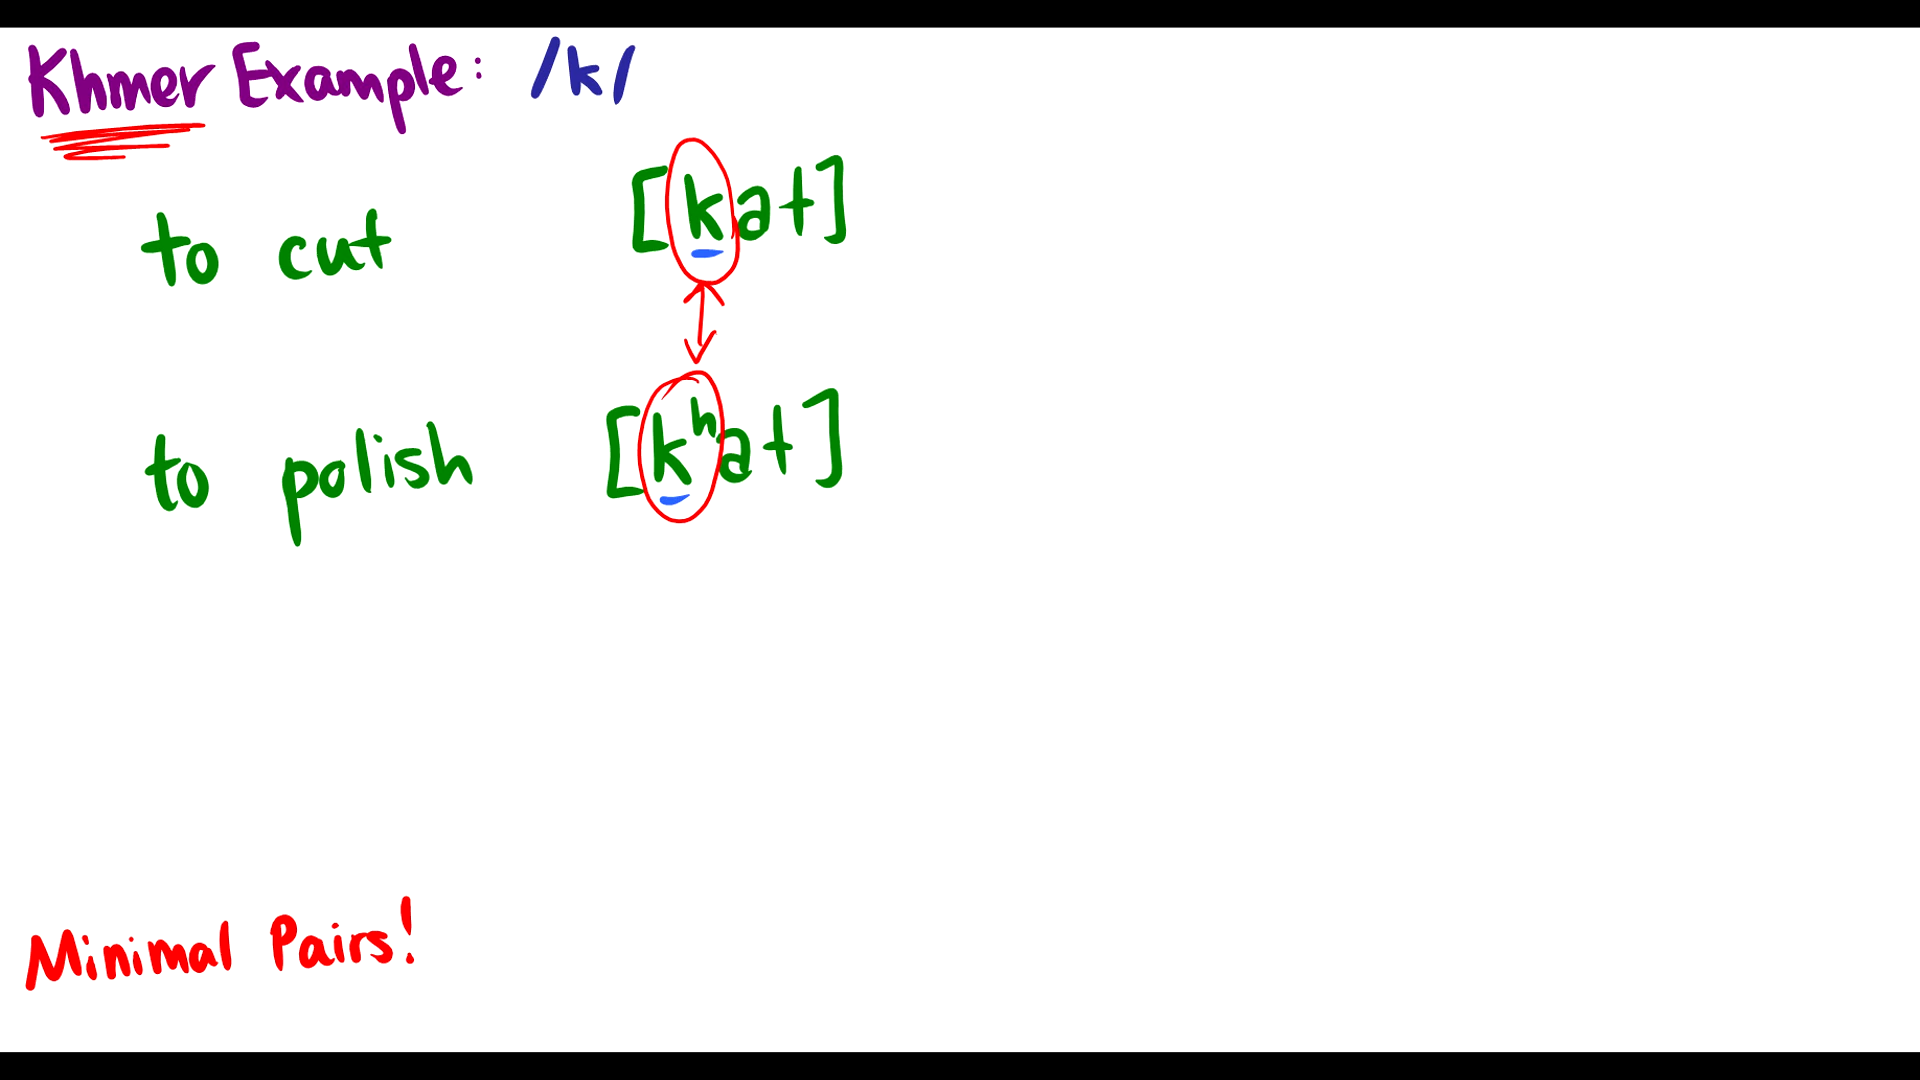 Khmer Example: /k/
to cut [kat]
to polish [kʰat]
Minimal Pairs!